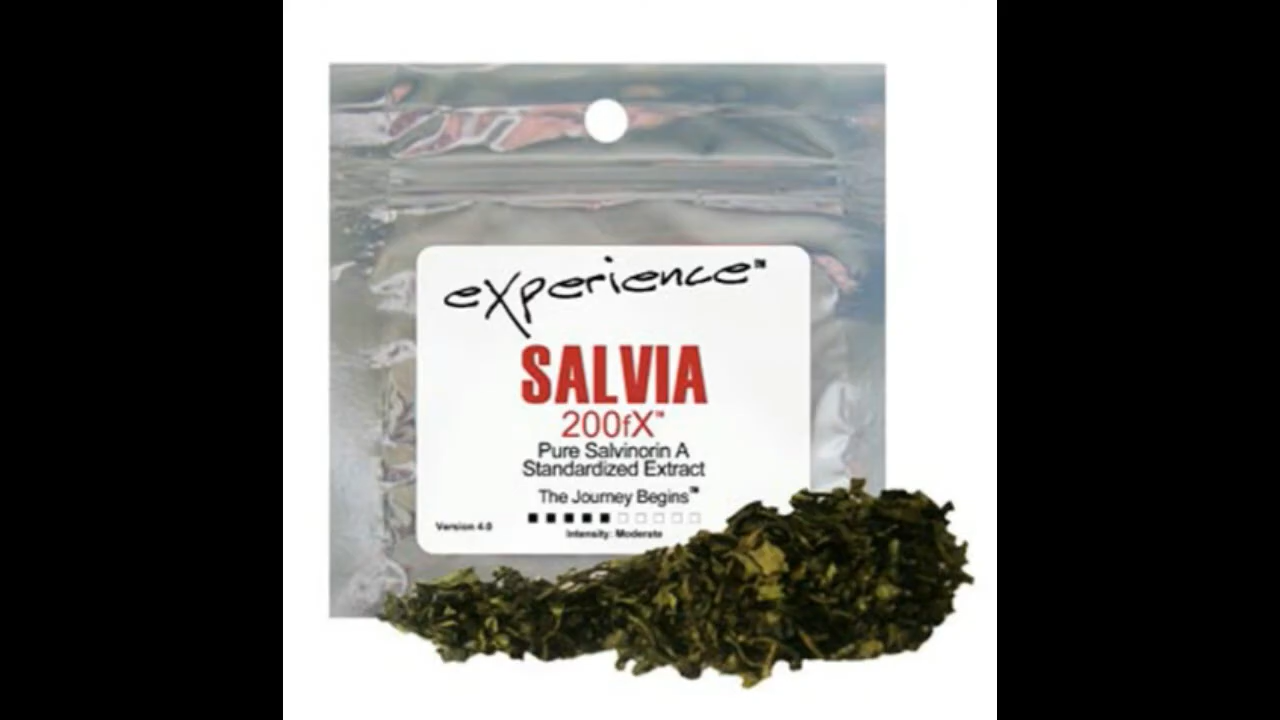 eXperience™
SALVIA
200fX™
Pure Salvinorin A
Standardized Extract
The Journey Begins™
Version 4.0
Intensity: Moderate